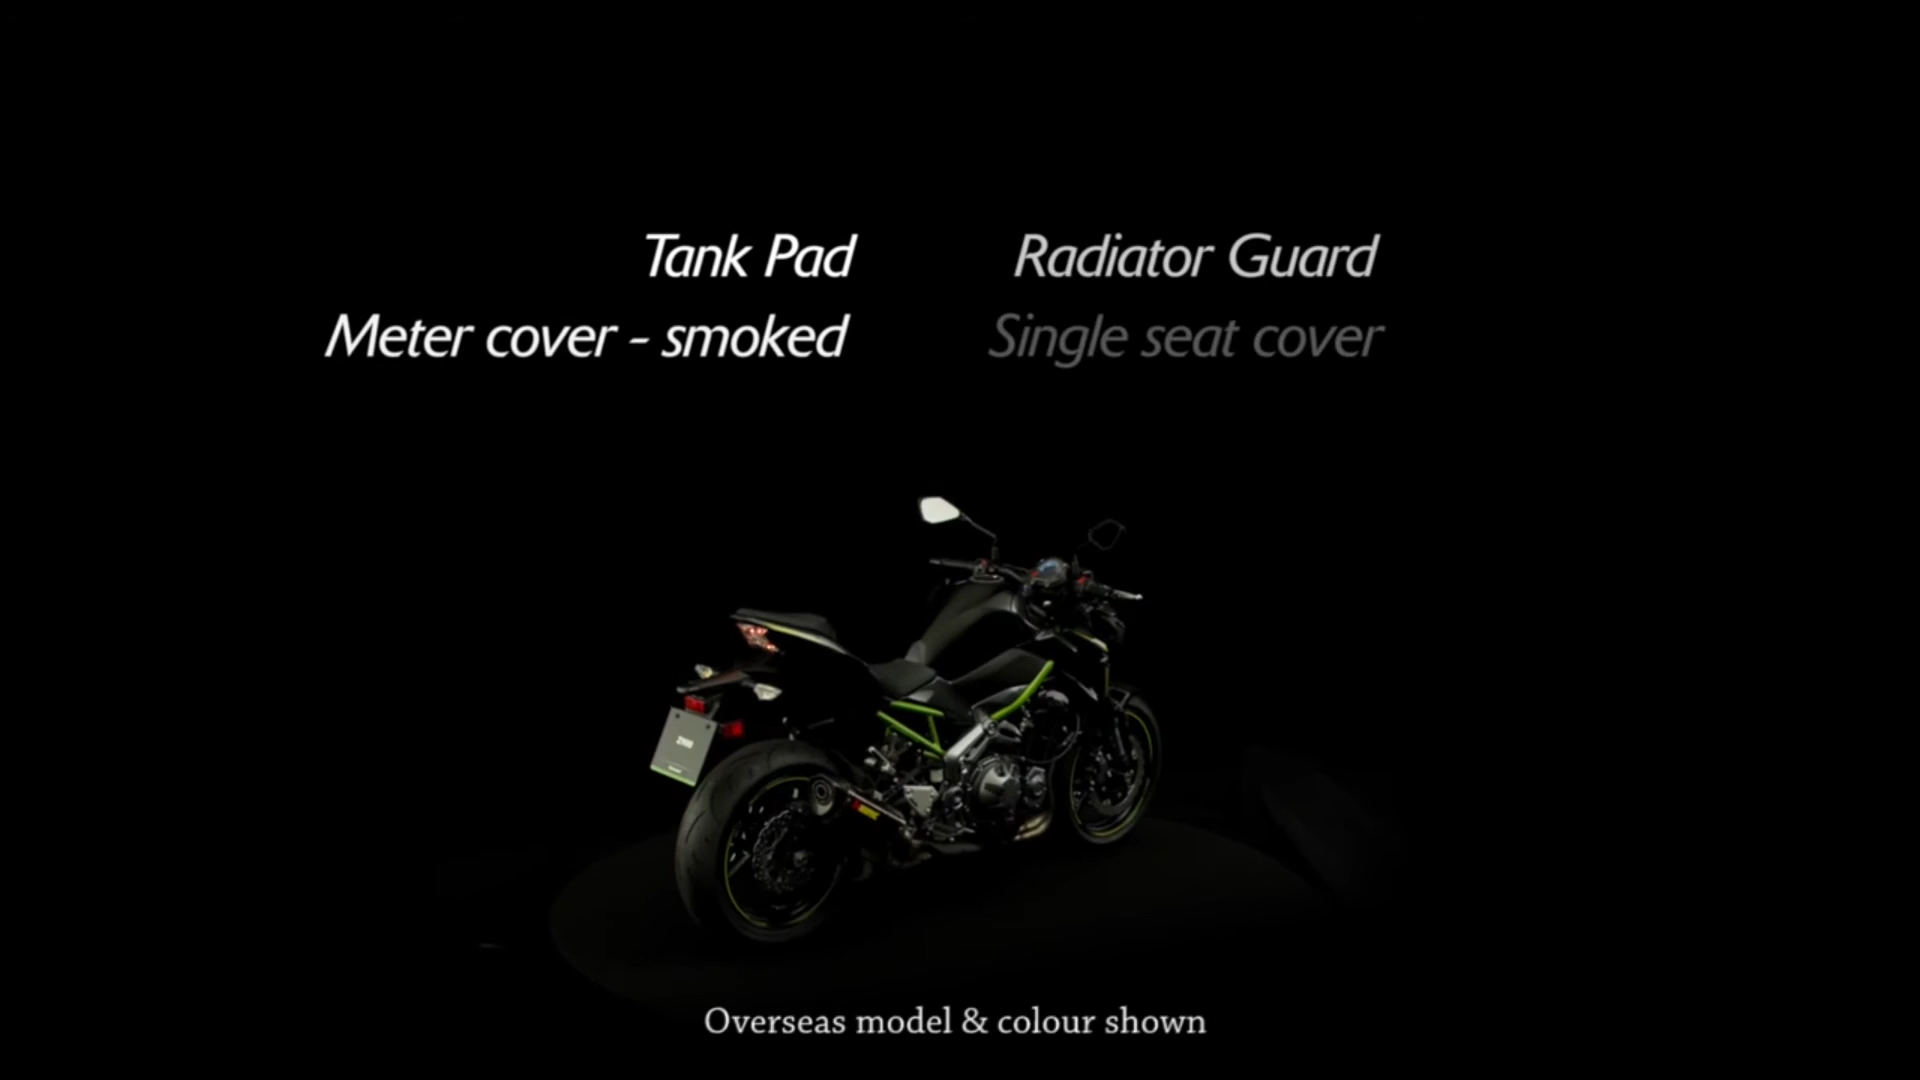 Tank Pad
Radiator Guard
Meter cover - smoked
Single seat cover
Overseas model & colour shown